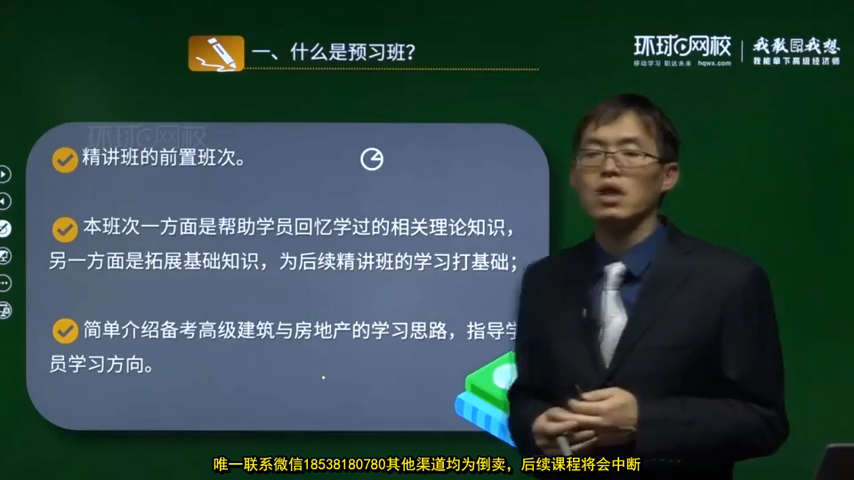 一、什么是预习班？
环球网校
移动学习 职达未来 hqwx.com
我敢我想
我能拿下高级经济师
环球网校
精讲班的前置班次。
本班次一方面是帮助学员回忆学过的相关理论知识，
另一方面是拓展基础知识，为后续精讲班的学习打基础；
简单介绍备考高级建筑与房地产的学习思路，指导学
员学习方向。
唯一联系微信18538180780其他渠道均为倒卖，后续课程将会中断